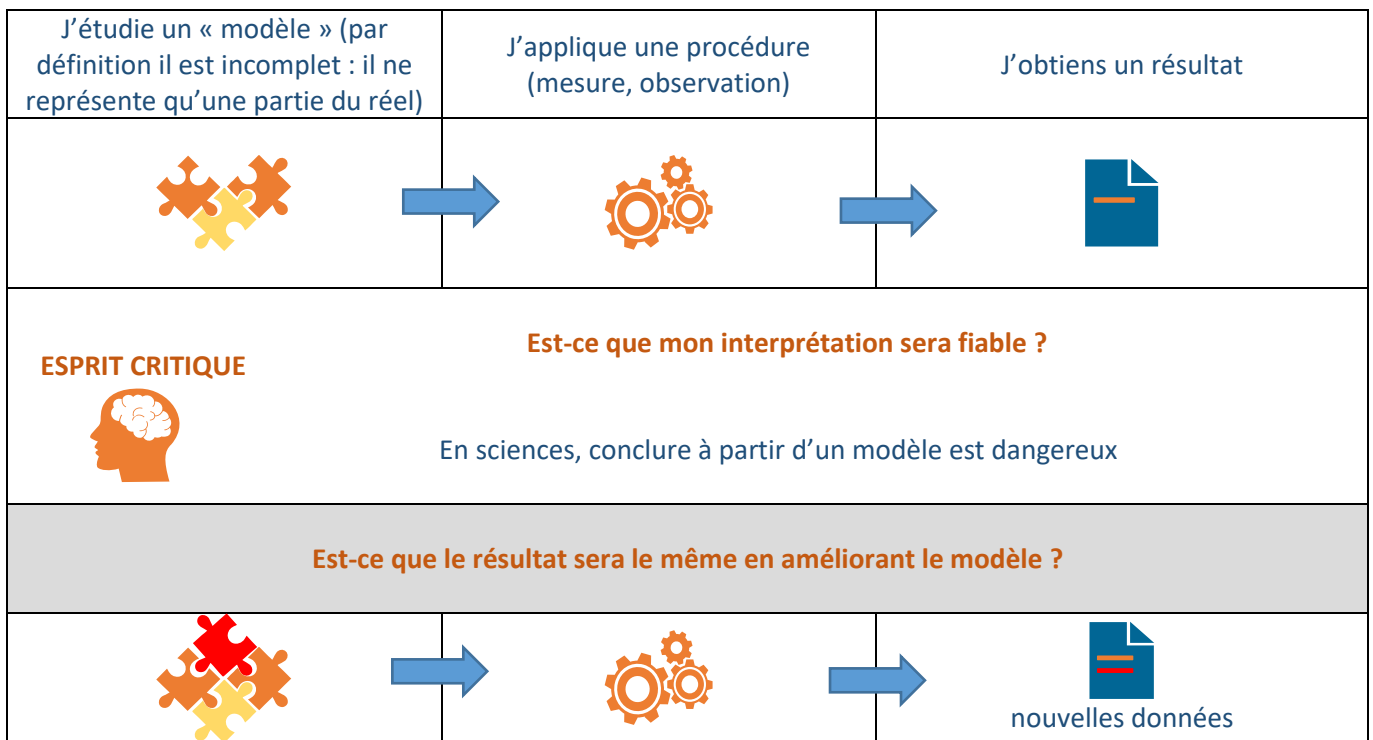 J’étudie un « modèle » (par
définition il est incomplet : il ne
représente qu’une partie du réel)
J’applique une procédure
(mesure, observation)
J’obtiens un résultat
ESPRIT CRITIQUE
Est-ce que mon interprétation sera fiable ?
En sciences, conclure à partir d’un modèle est dangereux
Est-ce que le résultat sera le même en améliorant le modèle ?
nouvelles données